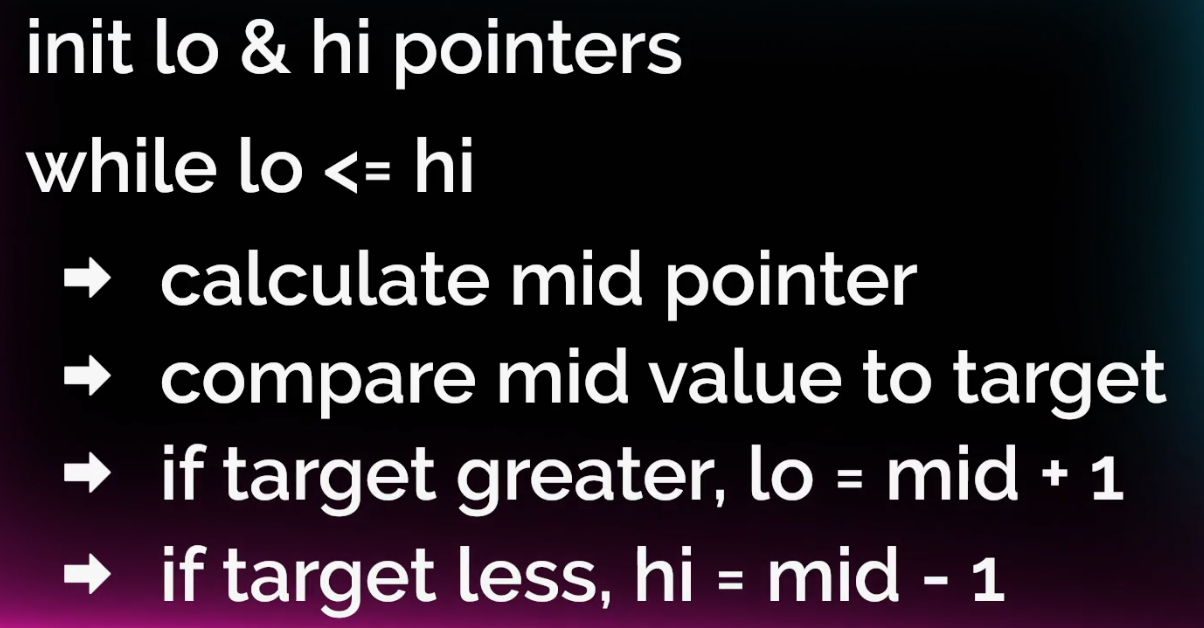 init lo & hi pointers
while lo <= hi
➡ calculate mid pointer
➡ compare mid value to target
➡ if target greater, lo = mid + 1
➡ if target less, hi = mid - 1